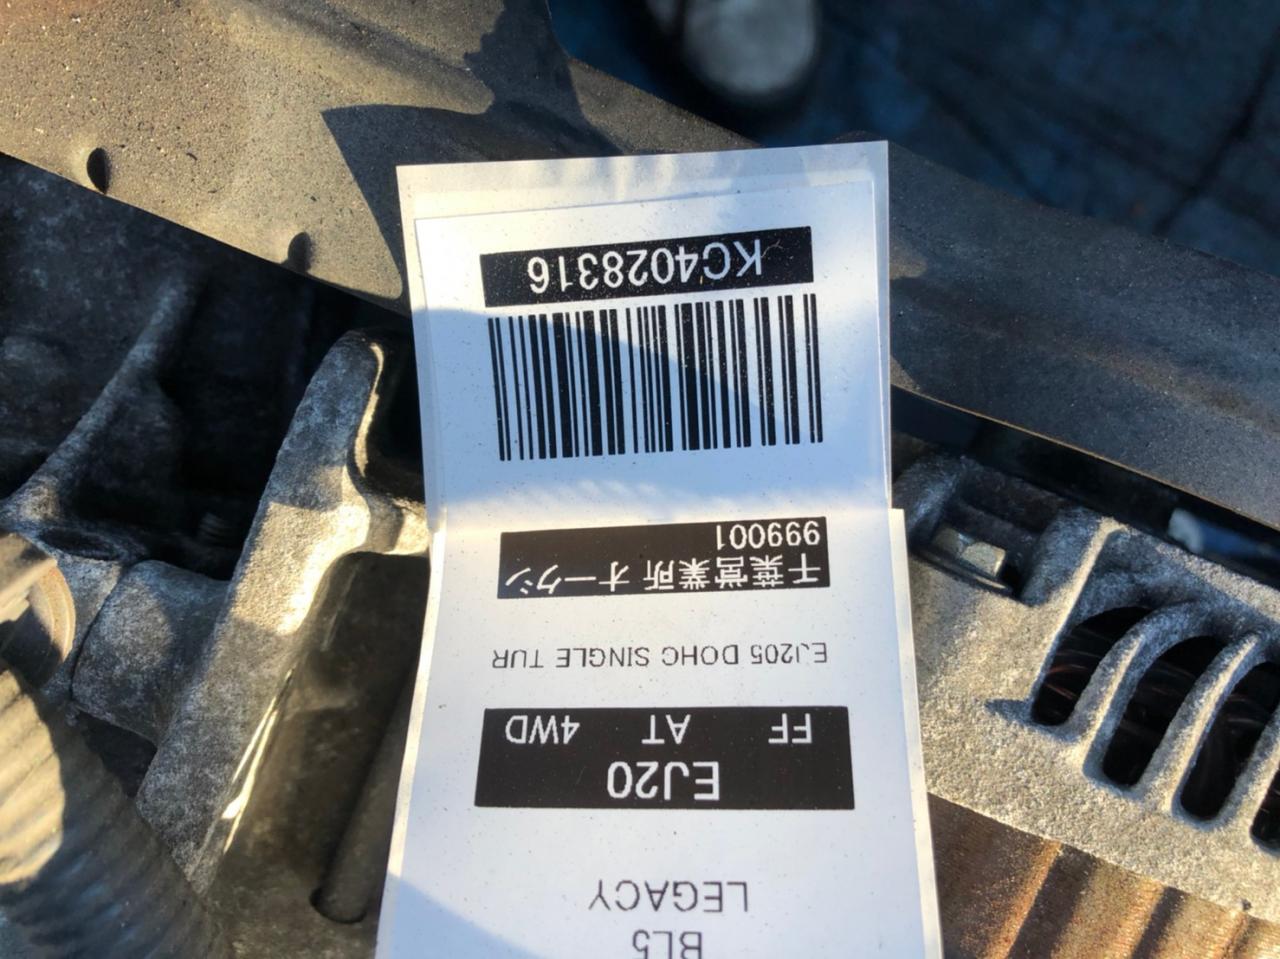 BL5
LEGACY
EJ20
FF AT 4WD
EJ205 DOHC SINGLE TUR
千葉営業所 オークシ
999001
KC4028316